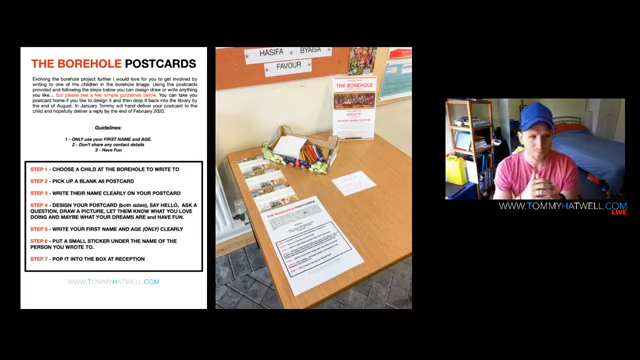 THE BOREHOLE POSTCARDS
Evolving the borehole project further I would love for you to get involved by
writing to one of the children in the borehole image. Using the postcards
provided and following the steps below you can design draw or write anything
you like... but please see a few simple guidelines below. You can take you
postcard home if you like to design it and then drop it back into the library by
the end of August. In January Tommy will hand deliver your postcard to the
child and hopefully deliver a reply by the end of February 2020.
Guidelines:
1 - ONLY use your FIRST NAME and AGE.
2 - Don't share any contact details
3 - Have Fun
STEP 1 - CHOOSE A CHILD AT THE BOREHOLE TO WRITE TO
STEP 2 - PICK UP A BLANK A5 POSTCARD
STEP 3 - WRITE THEIR NAME CLEARLY ON YOUR POSTCARD
STEP 4 - DESIGN YOUR POSTCARD (both sides), SAY HELLO, ASK A
QUESTION, DRAW A PICTURE, LET THEM KNOW WHAT YOU LOVE
DOING AND MAYBE WHAT YOUR DREAMS ARE and HAVE FUN.
STEP 5 - WRITE YOUR FIRST NAME AND AGE (ONLY) CLEARLY
STEP 6 - PUT A SMALL STICKER UNDER THE NAME OF THE
PERSON YOU WROTE TO.
STEP 7 - POP IT INTO THE BOX AT RECEPTION
WWW.TOMMYHATWELL.COM
HASIFA
BYAISA
FAVOUR
THE BOREHOLE
THE BOREHOLE POSTCARDS
WWW.TOMMYHATWELL.COM
LIVE